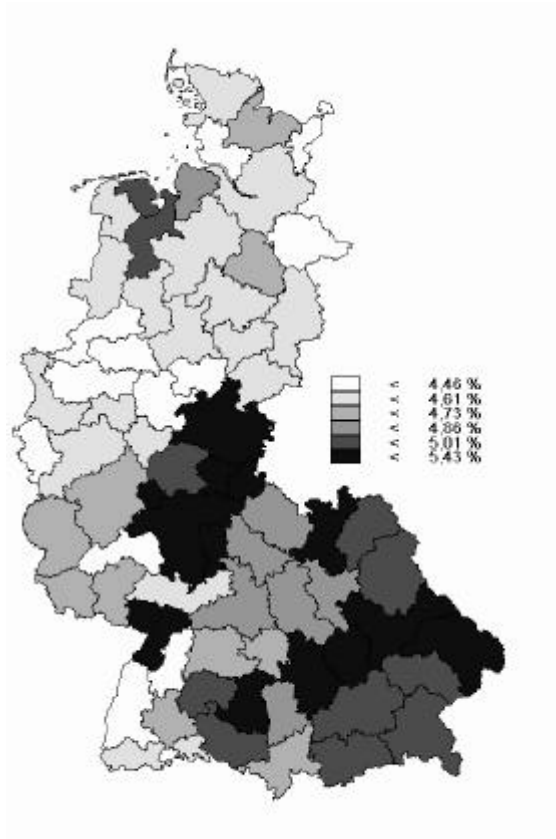 < 4,46 %
< 4,61 %
< 4,73 %
< 4,86 %
< 5,01 %
< 5,43 %